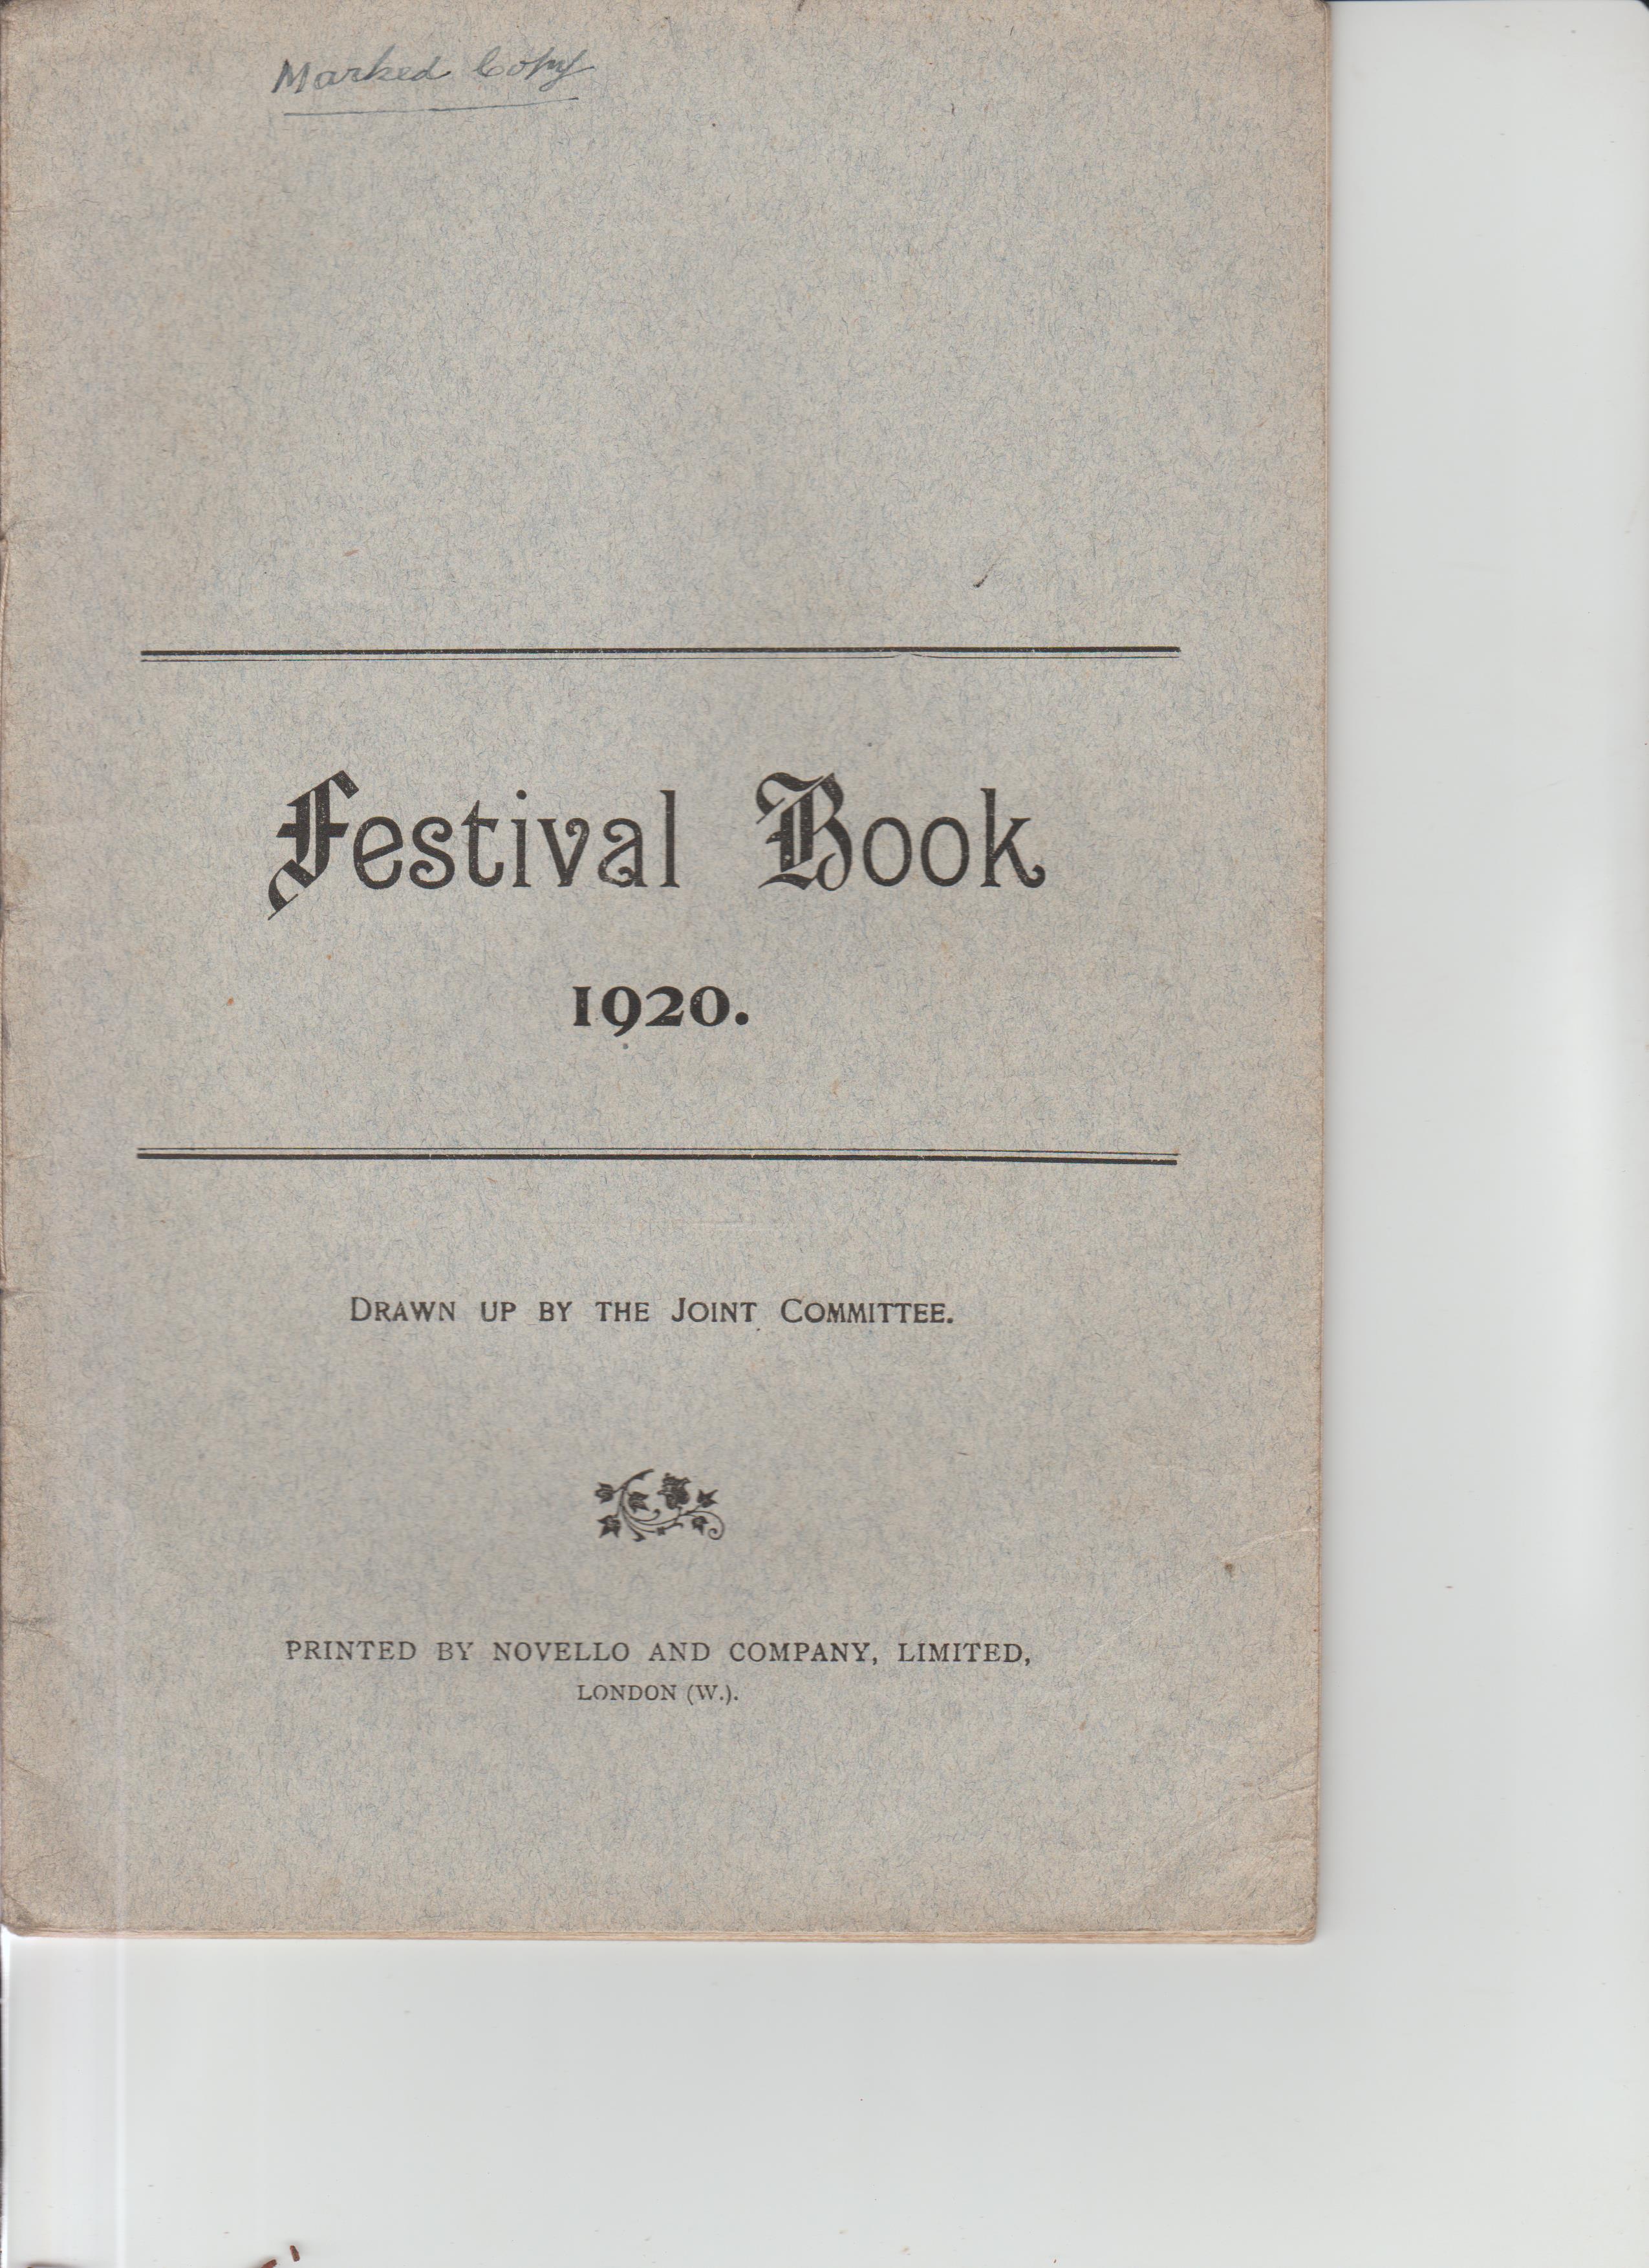 Marked Copy
Festival Book
1920.
DRAWN UP BY THE JOINT COMMITTEE.
PRINTED BY NOVELLO AND COMPANY, LIMITED,
LONDON (W.).